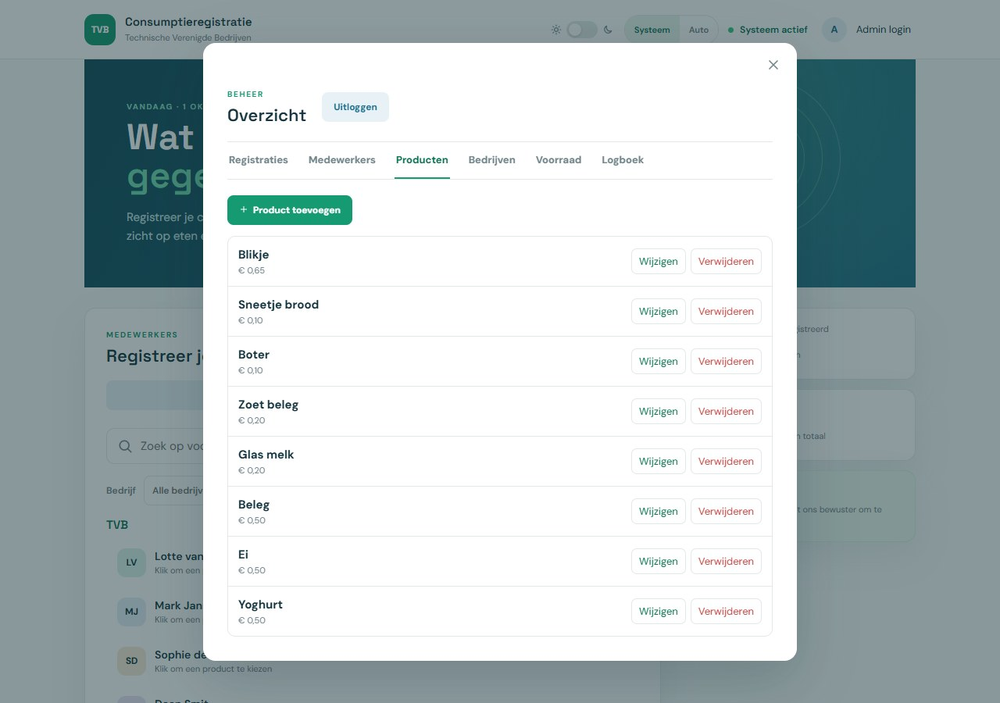 TVB
Consumptieregistratie
Technische Verenigde Bedrijven
Systeem
Auto
Systeem actief
A
Admin login
VANDAAG · 1 OK
Wat
gege
Registreer je c
zicht op eten e
BEHEER
Overzicht
Uitloggen
Registraties
Medewerkers
Producten
Bedrijven
Voorraad
Logboek
+ Product toevoegen
Blikje
€ 0,65
Wijzigen
Verwijderen
Sneetje brood
€ 0,10
Wijzigen
Verwijderen
Boter
€ 0,10
Wijzigen
Verwijderen
Zoet beleg
€ 0,20
Wijzigen
Verwijderen
Glas melk
€ 0,20
Wijzigen
Verwijderen
Beleg
€ 0,50
Wijzigen
Verwijderen
Ei
€ 0,50
Wijzigen
Verwijderen
Yoghurt
€ 0,50
Wijzigen
Verwijderen
MEDEWERKERS
Registreer je
Zoek op voo
Bedrijf
Alle bedrijv
TVB
LV
Lotte van
Klik om een
MJ
Mark Jan
Klik om een
SD
Sophie de
Klik om een product te kiezen
istreerd
n totaal
t ons bewuster om te